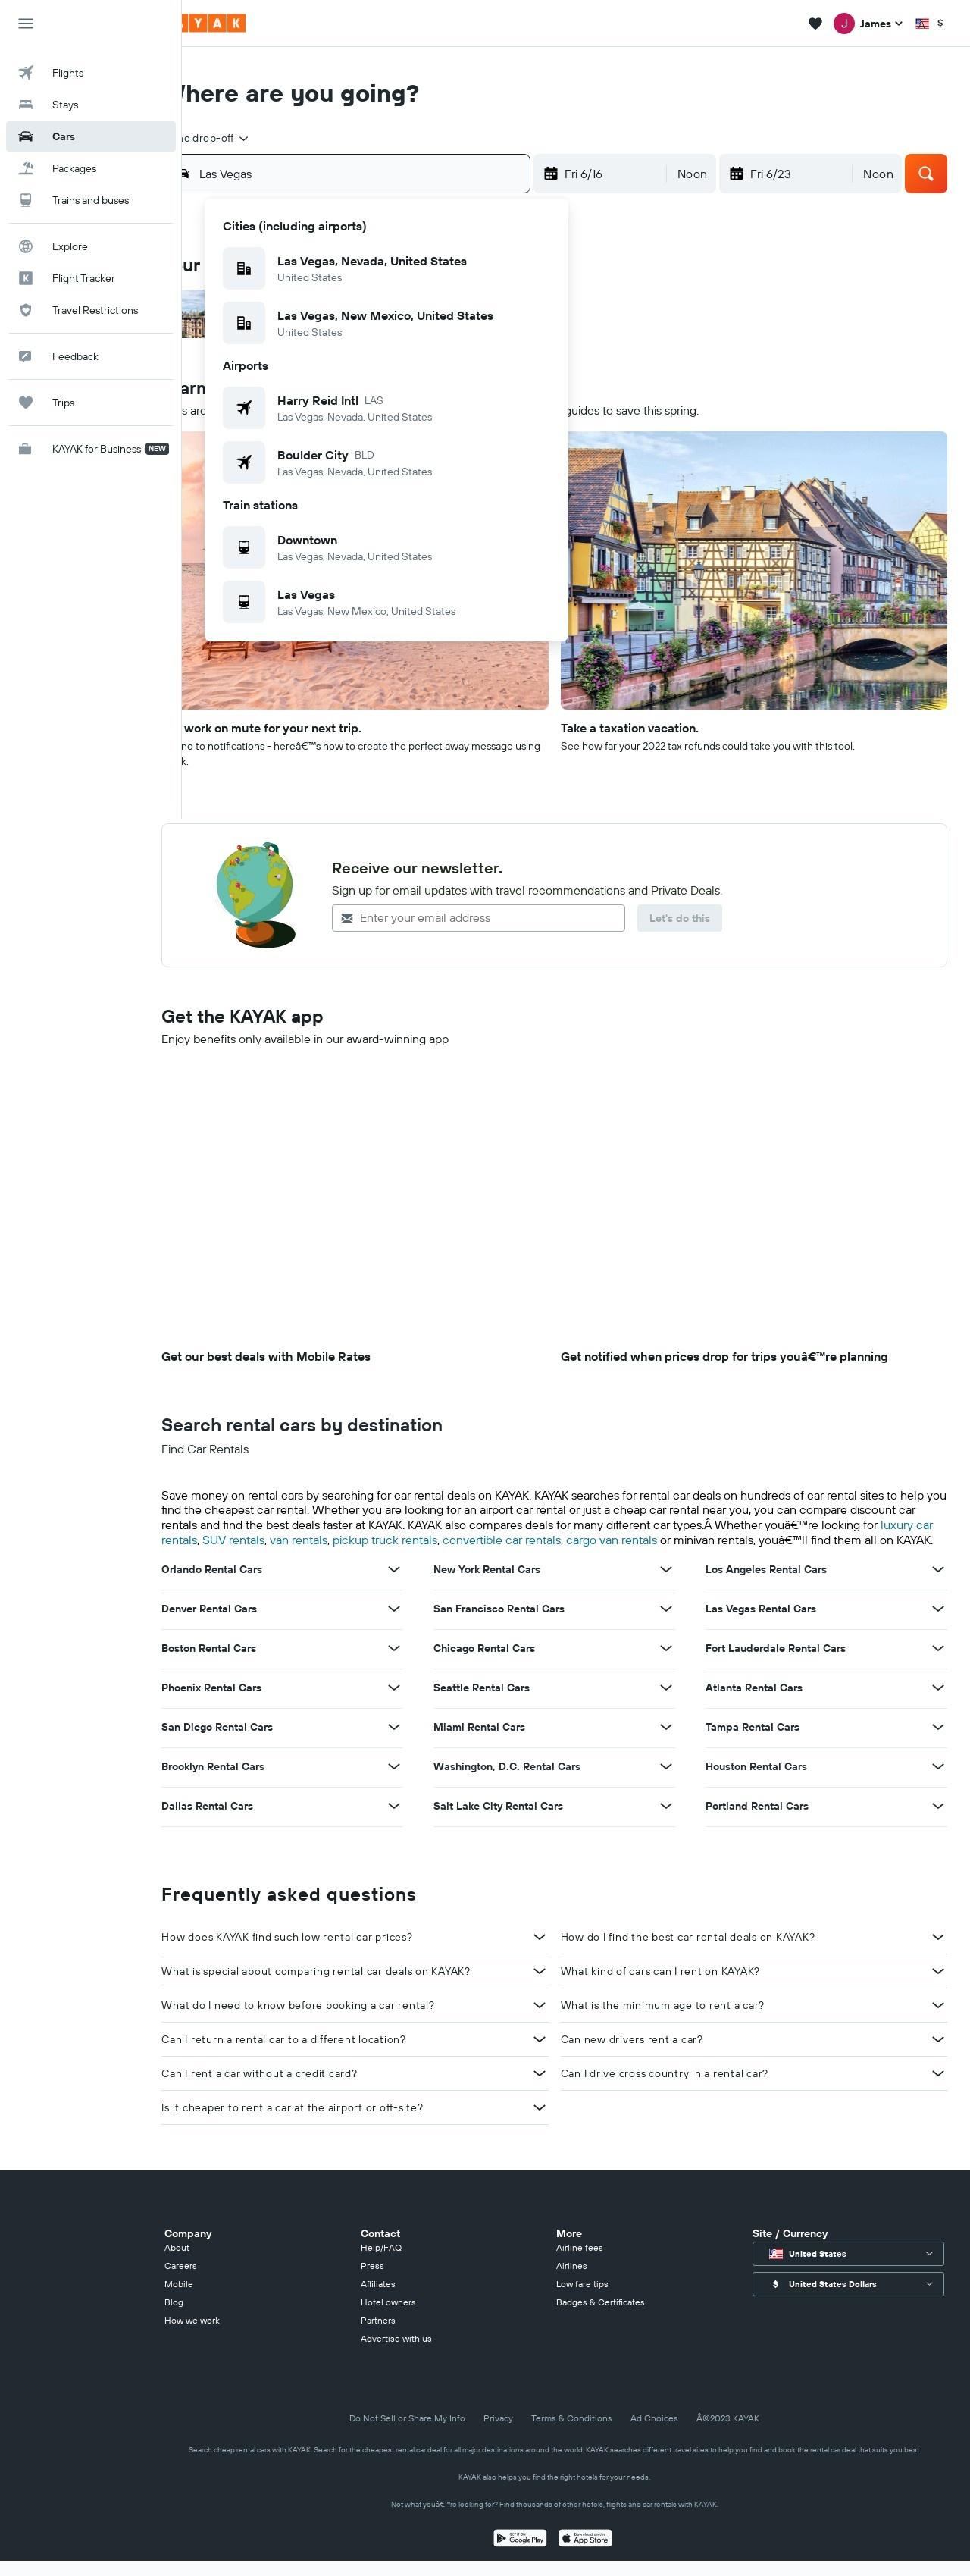 AYAK
James
$
Flights
Stays
Cars
Packages
Trains and buses
Explore
Flight Tracker
Travel Restrictions
Feedback
Trips
KAYAK for Business NEW
Where are you going?
drop-off
Las Vegas
Fri 6/16
Noon
Fri 6/23
Noon
Cities (including airports)
Las Vegas, Nevada, United States
United States
Las Vegas, New Mexico, United States
United States
Airports
Harry Reid Intl LAS
Las Vegas, Nevada, United States
Boulder City BLD
Las Vegas, Nevada, United States
Train stations
Downtown
Las Vegas, Nevada, United States
Las Vegas
Las Vegas, New Mexico, United States
guides to save this spring.
work on mute for your next trip.
no to notifications - hereâ€™s how to create the perfect away message using
k.
Take a taxation vacation.
See how far your 2022 tax refunds could take you with this tool.
Receive our newsletter.
Sign up for email updates with travel recommendations and Private Deals.
Enter your email address
Let's do this
Get the KAYAK app
Enjoy benefits only available in our award-winning app
Get our best deals with Mobile Rates
Get notified when prices drop for trips youâ€™re planning
Search rental cars by destination
Find Car Rentals
Save money on rental cars by searching for car rental deals on KAYAK. KAYAK searches for rental car deals on hundreds of car rental sites to help you
find the cheapest car rental. Whether you are looking for an airport car rental or just a cheap car rental near you, you can compare discount car
rentals and find the best deals faster at KAYAK. KAYAK also compares deals for many different car types.Â Whether youâ€™re looking for luxury car
rentals, SUV rentals, van rentals, pickup truck rentals, convertible car rentals, cargo van rentals or minivan rentals, youâ€™ll find them all on KAYAK.
Orlando Rental Cars
New York Rental Cars
Los Angeles Rental Cars
Denver Rental Cars
San Francisco Rental Cars
Las Vegas Rental Cars
Boston Rental Cars
Chicago Rental Cars
Fort Lauderdale Rental Cars
Phoenix Rental Cars
Seattle Rental Cars
Atlanta Rental Cars
San Diego Rental Cars
Miami Rental Cars
Tampa Rental Cars
Brooklyn Rental Cars
Washington, D.C. Rental Cars
Houston Rental Cars
Dallas Rental Cars
Salt Lake City Rental Cars
Portland Rental Cars
Frequently asked questions
How does KAYAK find such low rental car prices?
How do I find the best car rental deals on KAYAK?
What is special about comparing rental car deals on KAYAK?
What kind of cars can I rent on KAYAK?
What do I need to know before booking a car rental?
What is the minimum age to rent a car?
Can I return a rental car to a different location?
Can new drivers rent a car?
Can I rent a car without a credit card?
Can I drive cross country in a rental car?
Is it cheaper to rent a car at the airport or off-site?
Company
About
Careers
Mobile
Blog
How we work
Contact
Help/FAQ
Press
Affiliates
Hotel owners
Partners
Advertise with us
More
Airline fees
Airlines
Low fare tips
Badges & Certificates
Site / Currency
United States
$ United States Dollars
Do Not Sell or Share My Info
Privacy
Terms & Conditions
Ad Choices
Â©2023 KAYAK
Search cheap rental cars with KAYAK. Search for the cheapest rental car deal for all major destinations around the world. KAYAK searches different travel sites to help you find and book the rental car deal that suits you best.
KAYAK also helps you find the right hotels for your needs.
Not what youâ€™re looking for? Find thousands of other hotels, flights and car rentals with KAYAK.
GET IT ON
Google Play
Download on the
App Store